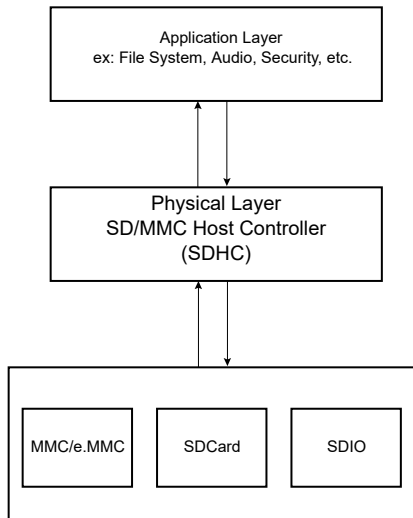 Application Layer
ex: File System, Audio, Security, etc.
Physical Layer
SD/MMC Host Controller
(SDHC)
MMC/e.MMC
SDCard
SDIO